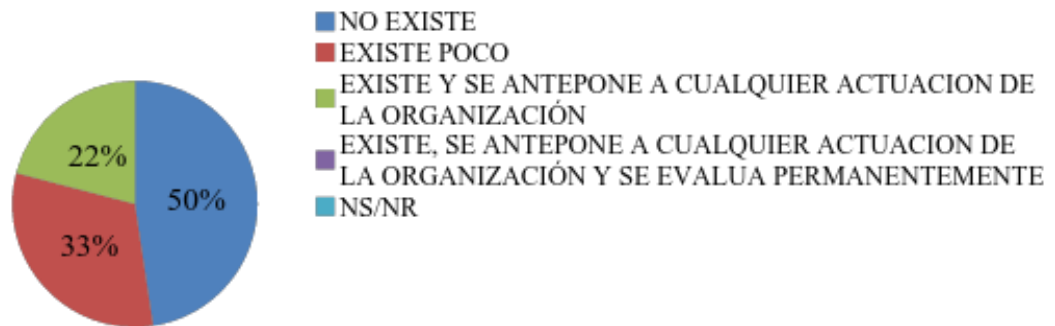 NO EXISTE
EXISTE POCO
EXISTE Y SE ANTEPONE A CUALQUIER ACTUACION DE
LA ORGANIZACIÓN
EXISTE, SE ANTEPONE A CUALQUIER ACTUACION DE
LA ORGANIZACIÓN Y SE EVALUA PERMANENTEMENTE
NS/NR
22%
50%
33%